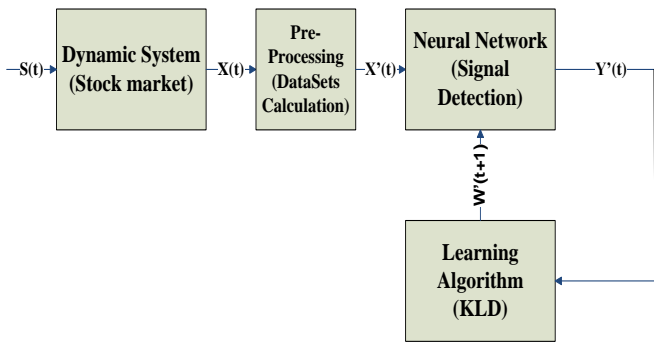 S(t)
Dynamic System
(Stock market)
X(t)
Pre-
Processing
(DataSets
Calculation)
X'(t)
Neural Network
(Signal
Detection)
Y'(t)
W'(t+1)
Learning
Algorithm
(KLD)